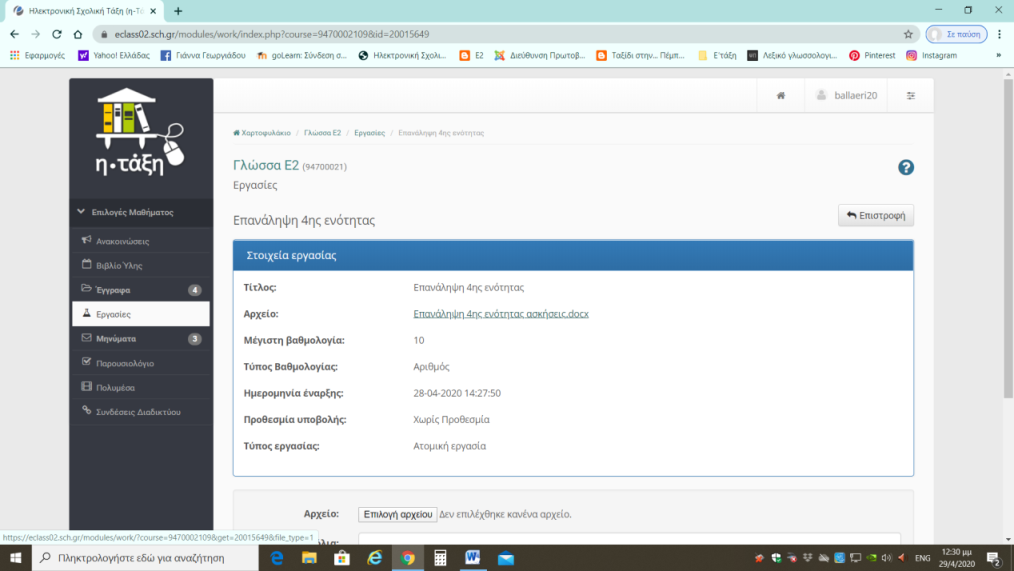 Ηλεκτρονική Σχολική Τάξη (η-Τά
eclass02.sch.gr/modules/work/index.php?course=9470002109&id=20015649
Σε παύση
Εφαρμογές Yahoo! Ελλάδας Γιάννα Γεωργιάδου goLearn: Σύνδεση σ... Ηλεκτρονική Σχολι... E2 Διεύθυνση Πρωτοβ... Ταξίδι στην... Πέμπ... Ε'τάξη Λεξικό γλωσσολογι... Pinterest Instagram »
η•τάξη
ballaeri20
Χαρτοφυλάκιο / Γλώσσα Ε2 / Εργασίες / Επανάληψη 4ης ενότητας
Γλώσσα Ε2 (94700021)
Εργασίες
Επανάληψη 4ης ενότητας
Επιστροφή
Επιλογές Μαθήματος
Ανακοινώσεις
Βιβλίο Ύλης
Έγγραφα 4
Εργασίες
Μηνύματα 3
Παρουσιολόγιο
Πολυμέσα
Συνδέσεις Διαδικτύου
Στοιχεία εργασίας
Τίτλος: Επανάληψη 4ης ενότητας
Αρχείο: Επανάληψη 4ης ενότητας ασκήσεις.docx
Μέγιστη βαθμολογία: 10
Τύπος Βαθμολογίας: Αριθμός
Ημερομηνία έναρξης: 28-04-2020 14:27:50
Προθεσμία υποβολής: Χωρίς Προθεσμία
Τύπος εργασίας: Ατομική εργασία
Αρχείο: Επιλογή αρχείου Δεν επιλέχθηκε κανένα αρχείο.
https://eclass02.sch.gr/modules/work/?course=9470002109&get=20015649&file_type=1
Πληκτρολογήστε εδώ για αναζήτηση
ENG
12:30 μμ
29/4/2020
2